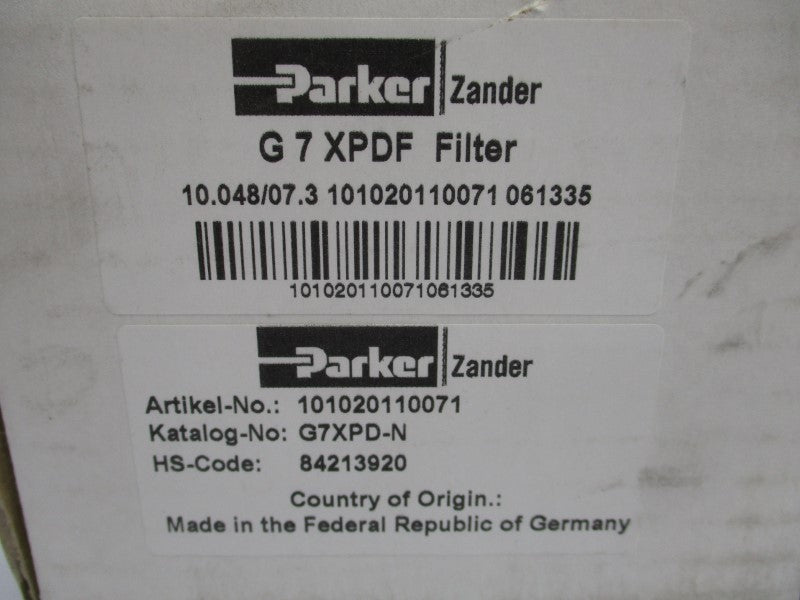 Parker Zander
G 7 XPDF Filter
10.048/07.3 101020110071 061335
101020110071061335
Parker Zander
Artikel-No.: 101020110071
Katalog-No: G7XPD-N
HS-Code: 84213920
Country of Origin.:
Made in the Federal Republic of Germany